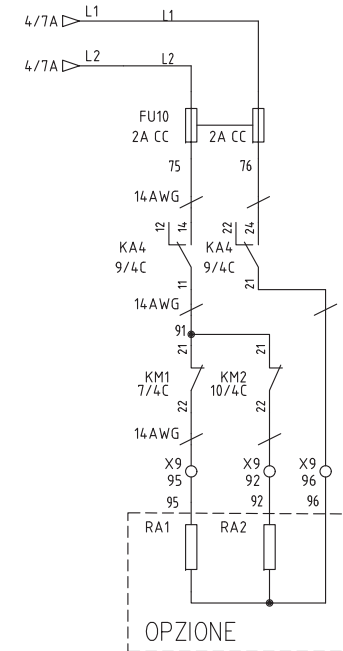 4/7A L1 L1
4/7A L2 L2
FU10
2A CC 2A CC
75 76
14AWG
12 14 22 24
KA4 KA4
9/4C 9/4C
11 21
14AWG
91
21 21
KM1 KM2
7/4C 10/4C
22 22
14AWG
X9 X9 X9
95 92 96
95 92 96
RA1 RA2
OPZIONE